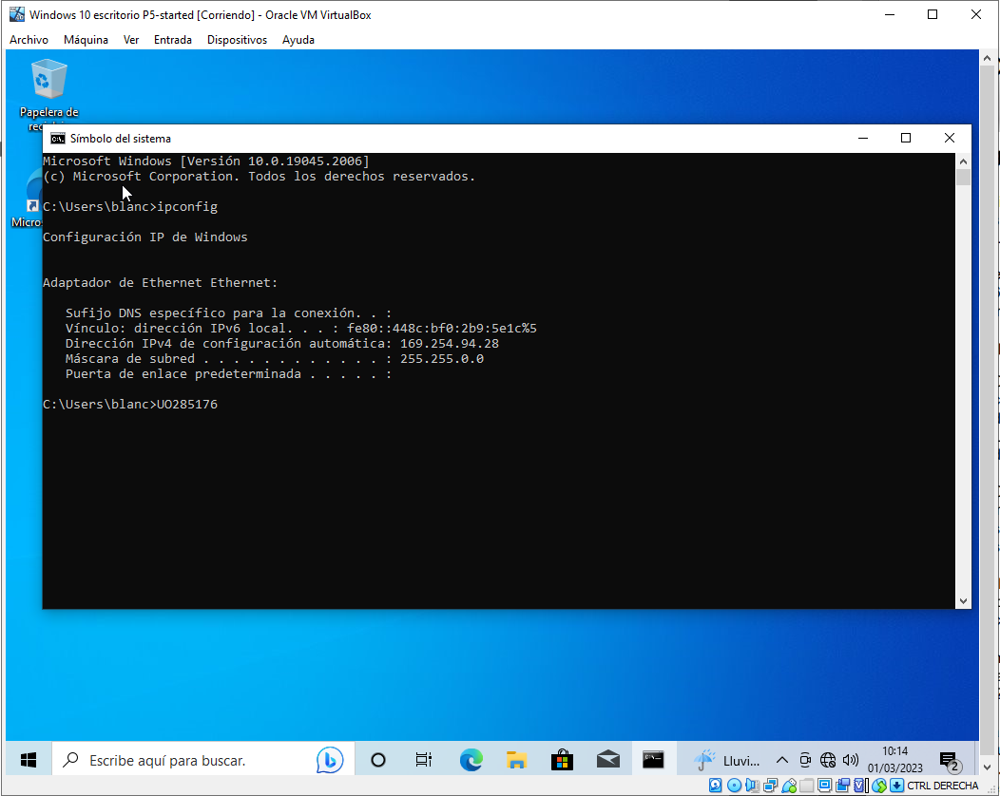 Windows 10 escritorio P5-started [Corriendo] - Oracle VM VirtualBox
Archivo Máquina Ver Entrada Dispositivos Ayuda
Papelera de
Símbolo del sistema
Microsoft Windows [Versión 10.0.19045.2006]
(c) Microsoft Corporation. Todos los derechos reservados.
C:\Users\blanc>ipconfig
Micro
Configuración IP de Windows
Adaptador de Ethernet Ethernet:
Sufijo DNS específico para la conexión. . :
Vínculo: dirección IPv6 local. . . : fe80::448c:bf0:2b9:5e1c%5
Dirección IPv4 de configuración automática: 169.254.94.28
Máscara de subred . . . . . . . . . . . . : 255.255.0.0
Puerta de enlace predeterminada . . . . . :
C:\Users\blanc>UO285176
Escribe aquí para buscar.
Lluvi...
10:14
01/03/2023
2
CTRL DERECHA